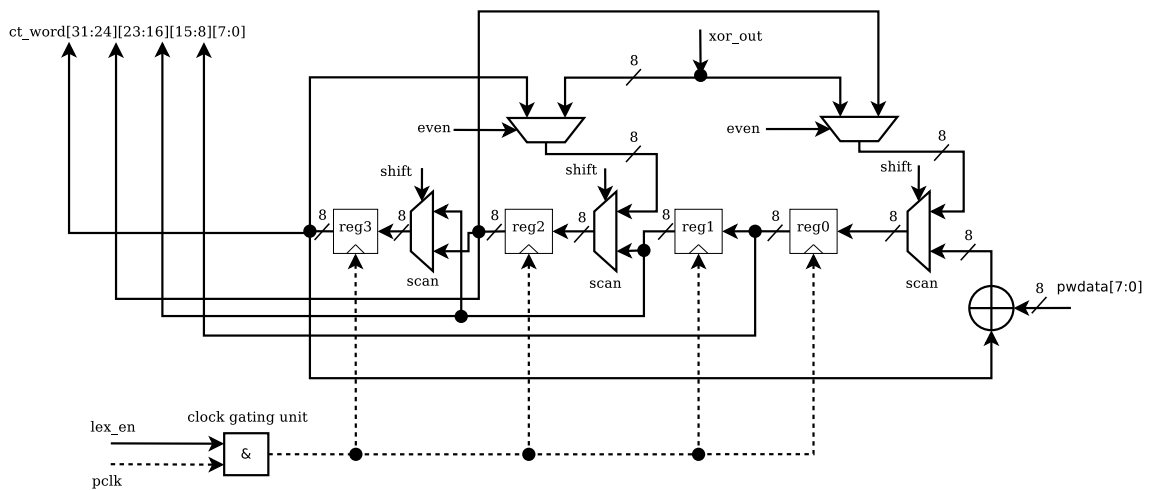 ct_word[31:24][23:16][15:8][7:0]
xor_out
8
even
even
8
8
shift
shift
shift
8
reg3
8
8
reg2
8
8
reg1
8
reg0
8
8
scan
scan
scan
8
pwdata[7:0]
clock gating unit
lex_en
&
pclk